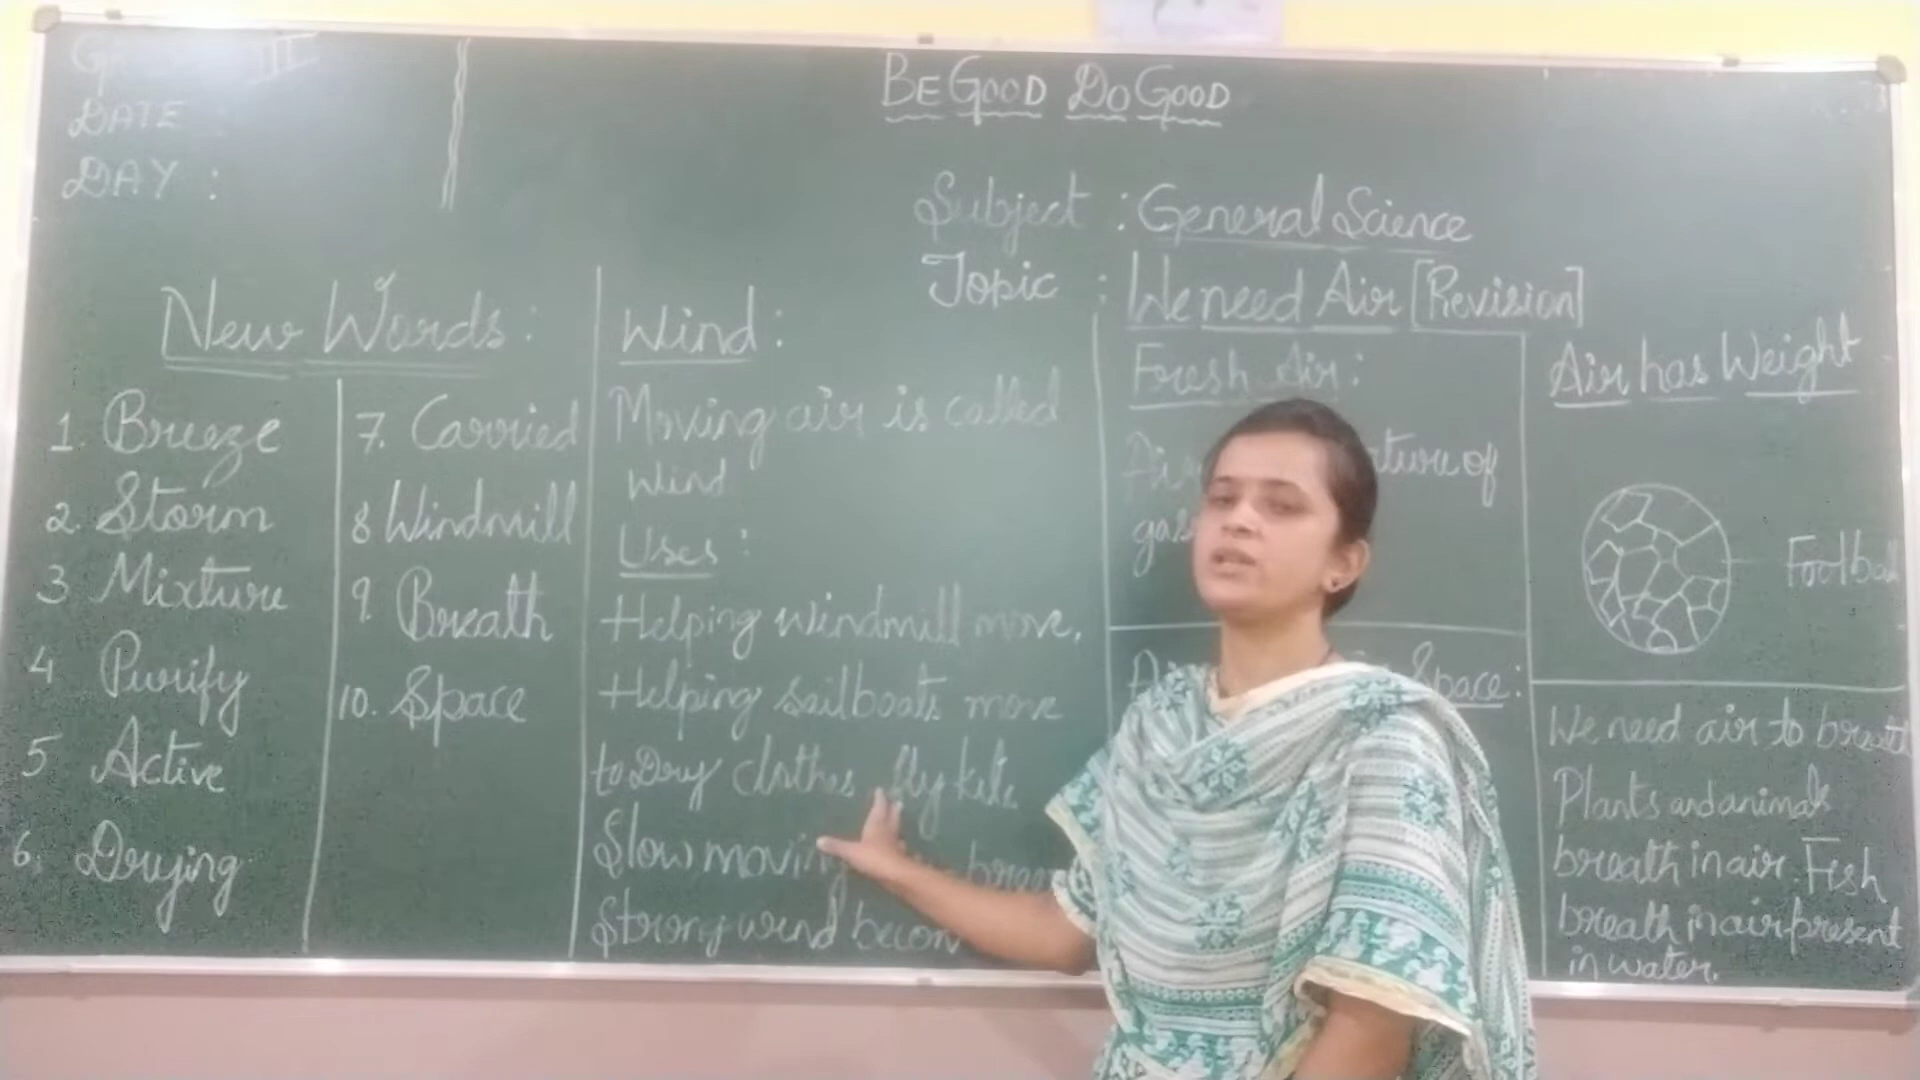 III
DATE :
DAY :
BE GOOD DO GOOD
Subject : General Science
Topic : We need Air [Revision]
New Words :
1. Breeze
2. Storm
3 Mixture
4 Purify
5 Active
6. Drying
7. Carried
8 Windmill
9. Breath
10. Space
Wind :
Moving air is called
Wind
Uses :
Helping windmill move.
Helping sailboats move
to Dry clothes fly kite
Slow moving
Strong wind
Fresh Air :
of
Space :
Air has Weight
Football
We need air to breath
Plants and animals
breath in air. Fish
breath in air present
in water.